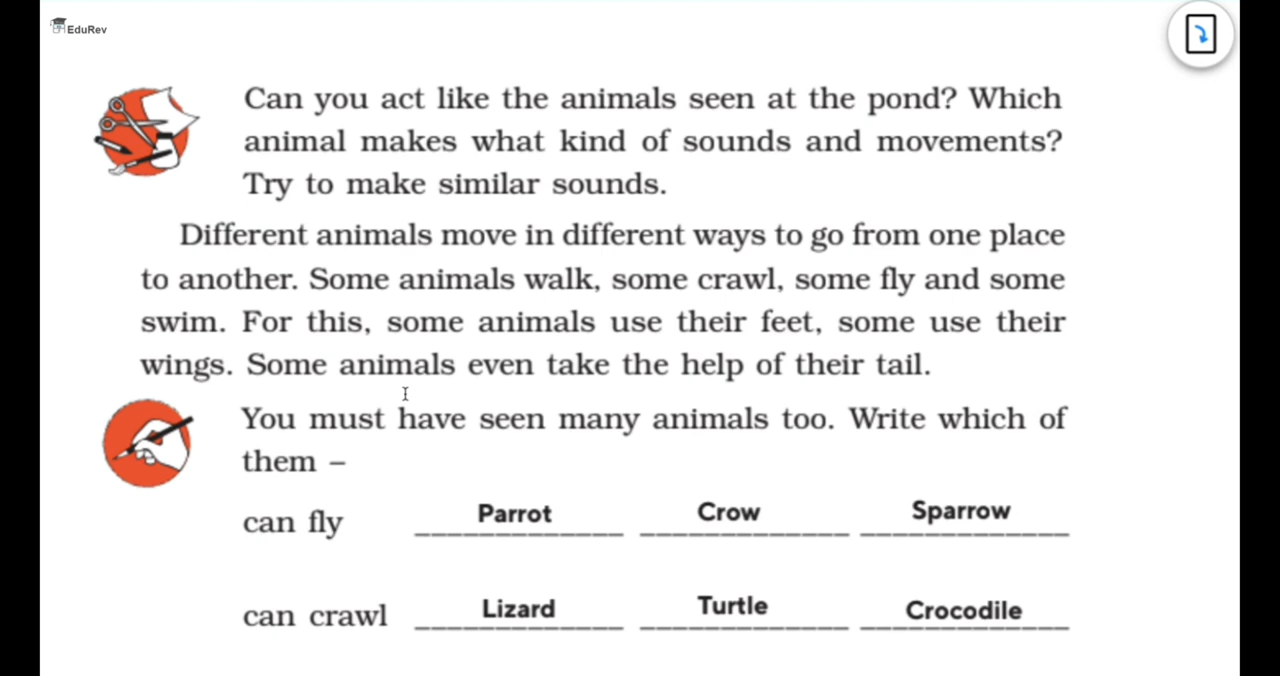 EduRev
Can you act like the animals seen at the pond? Which
animal makes what kind of sounds and movements?
Try to make similar sounds.
Different animals move in different ways to go from one place
to another. Some animals walk, some crawl, some fly and some
swim. For this, some animals use their feet, some use their
wings. Some animals even take the help of their tail.
You must have seen many animals too. Write which of
them –
can fly Parrot Crow Sparrow
can crawl Lizard Turtle Crocodile